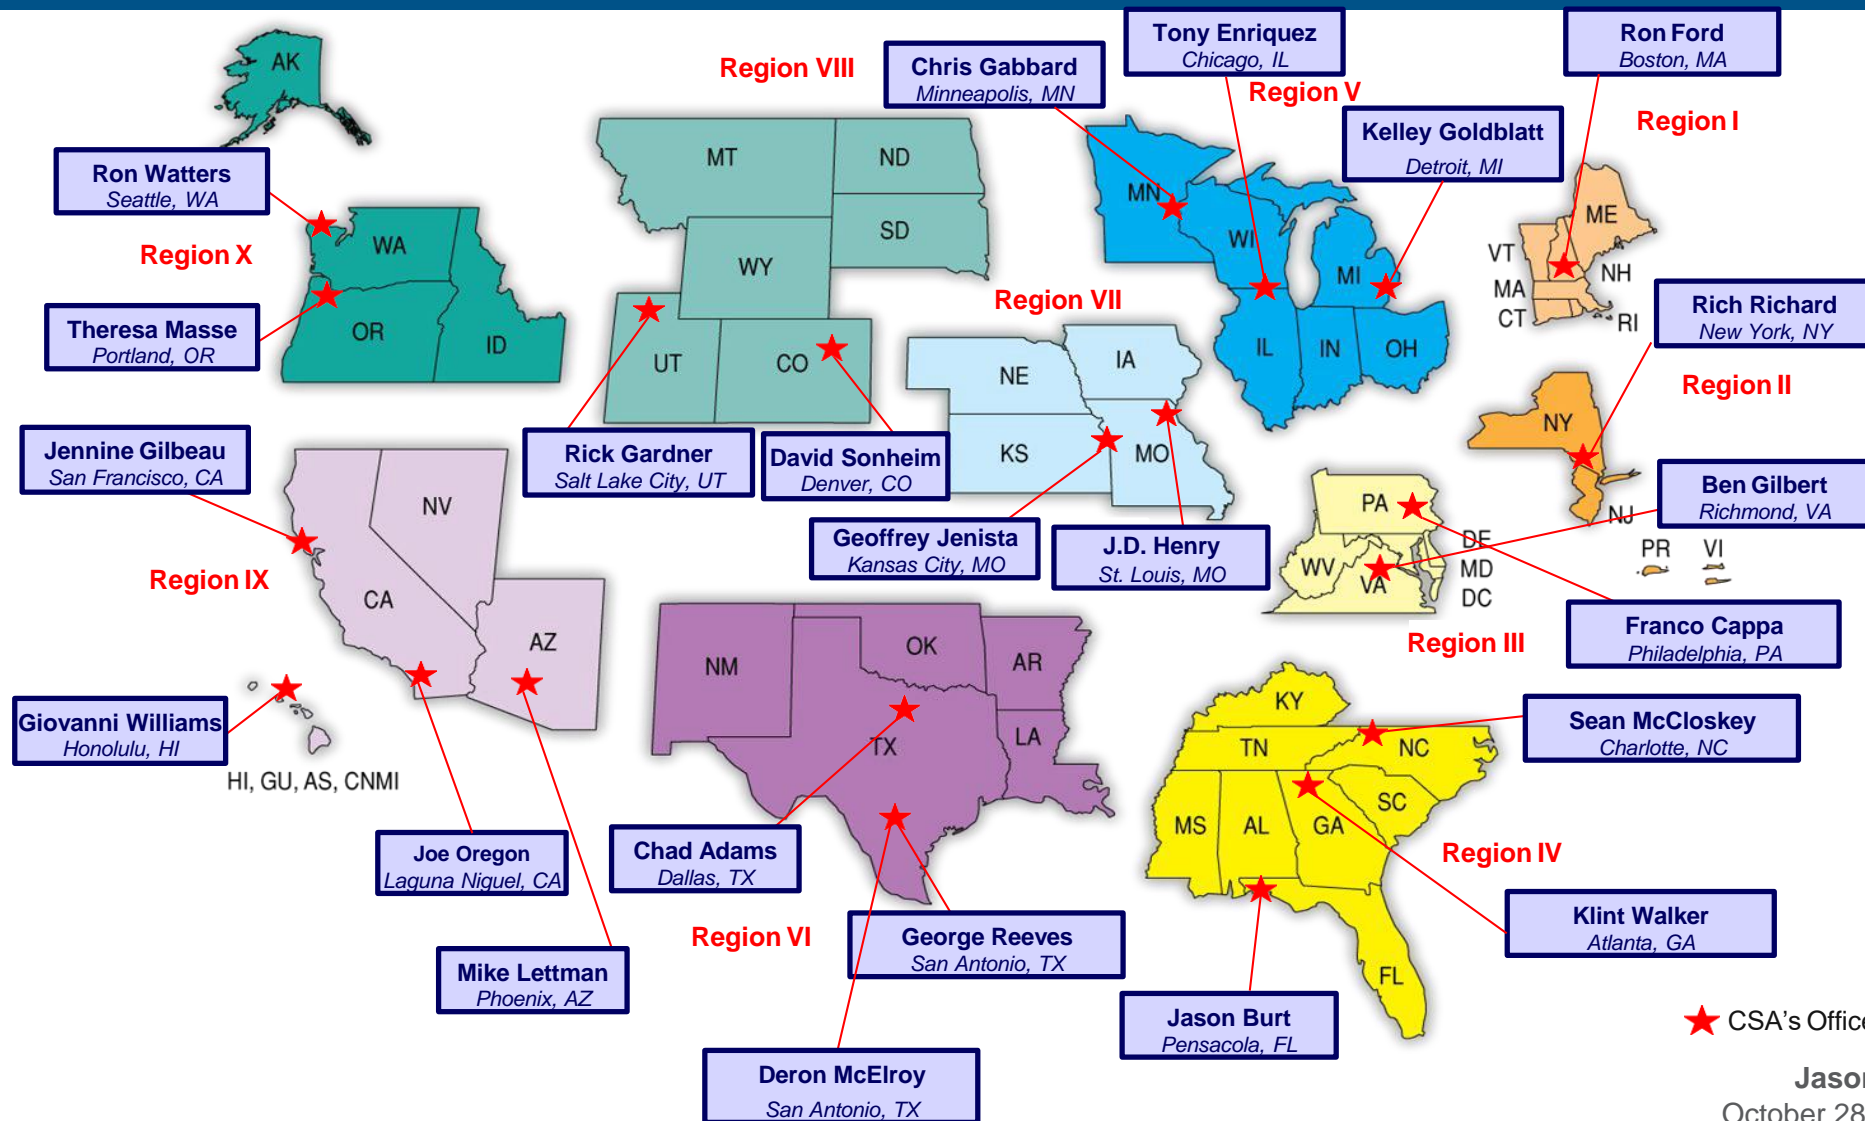 Tony Enriquez
Chicago, IL
Ron Ford
Boston, MA
Region VIII
Chris Gabbard
Minneapolis, MN
Region V
Region I
Kelley Goldblatt
Detroit, MI
AK
Ron Watters
Seattle, WA
Region X
WA
OR
ID
Theresa Masse
Portland, OR
MT
ND
SD
WY
UT
CO
Rick Gardner
Salt Lake City, UT
David Sonheim
Denver, CO
Region VII
NE
IA
KS
MO
Geoffrey Jenista
Kansas City, MO
J.D. Henry
St. Louis, MO
MN
WI
MI
IL
IN
OH
ME
VT
NH
MA
CT
RI
Rich Richard
New York, NY
Region II
NY
NJ
PR
VI
Ben Gilbert
Richmond, VA
PA
WV
VA
DE
MD
DC
Region III
Franco Cappa
Philadelphia, PA
Jennine Gilbeau
San Francisco, CA
Region IX
NV
CA
AZ
Giovanni Williams
Honolulu, HI
HI, GU, AS, CNMI
Joe Oregon
Laguna Niguel, CA
Mike Lettman
Phoenix, AZ
NM
OK
AR
TX
LA
Chad Adams
Dallas, TX
Region VI
George Reeves
San Antonio, TX
Deron McElroy
San Antonio, TX
KY
TN
NC
SC
MS
AL
GA
FL
Sean McCloskey
Charlotte, NC
Region IV
Klint Walker
Atlanta, GA
Jason Burt
Pensacola, FL
CSA's Office
Jason
October 28